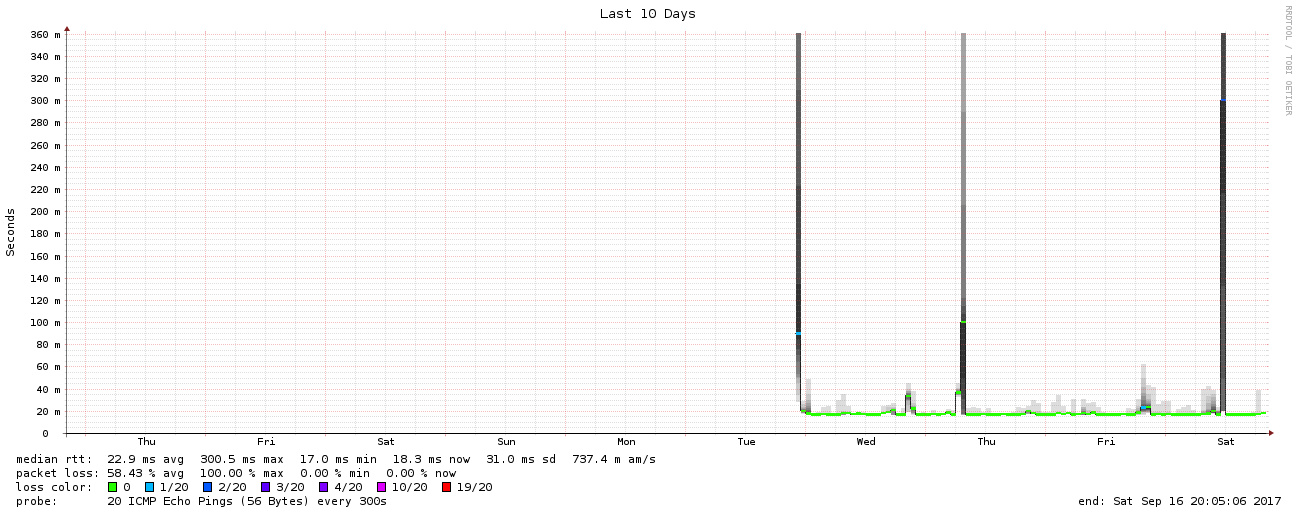 Last 10 Days
RRDTOOL / TOBI OETIKER
Seconds
360 m
340 m
320 m
300 m
280 m
260 m
240 m
220 m
200 m
180 m
160 m
140 m
120 m
100 m
80 m
60 m
40 m
20 m
0
Thu Fri Sat Sun Mon Tue Wed Thu Fri Sat
median rtt: 22.9 ms avg 300.5 ms max 17.0 ms min 18.3 ms now 31.0 ms sd 737.4 m am/s
packet loss: 58.43 % avg 100.00 % max 0.00 % min 0.00 % now
loss color: 0 1/20 2/20 3/20 4/20 10/20 19/20
probe: 20 ICMP Echo Pings (56 Bytes) every 300s end: Sat Sep 16 20:05:06 2017